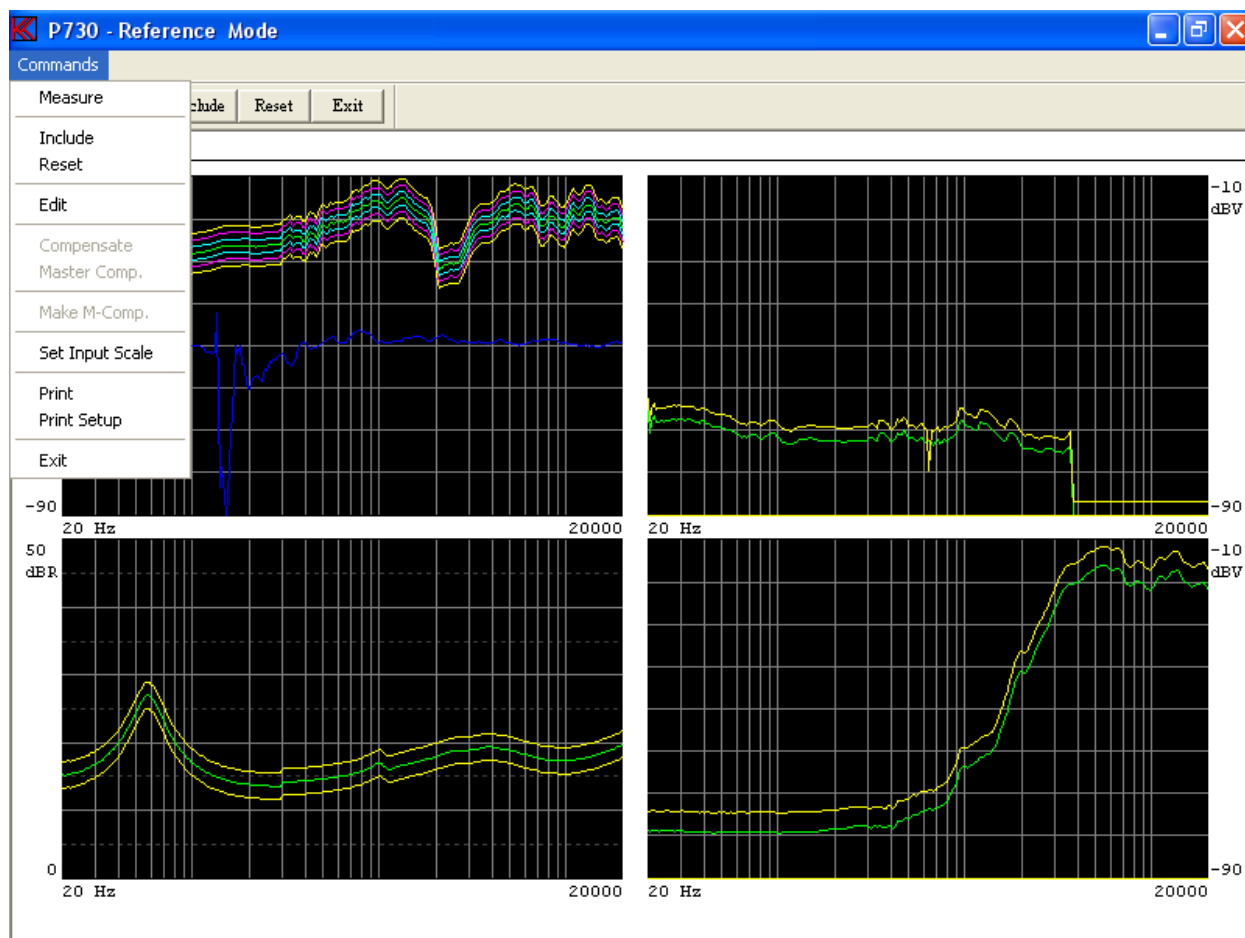 P730 - Reference Mode
Commands
Measure
Include
Reset
Edit
Compensate
Master Comp.
Make M-Comp.
Set Input Scale
Print
Print Setup
Exit
Reset
Exit
-10
dBV
-90
-90
20 Hz
20000
20 Hz
20000
50
dBR
-10
dBV
0
-90
20 Hz
20000
20 Hz
20000